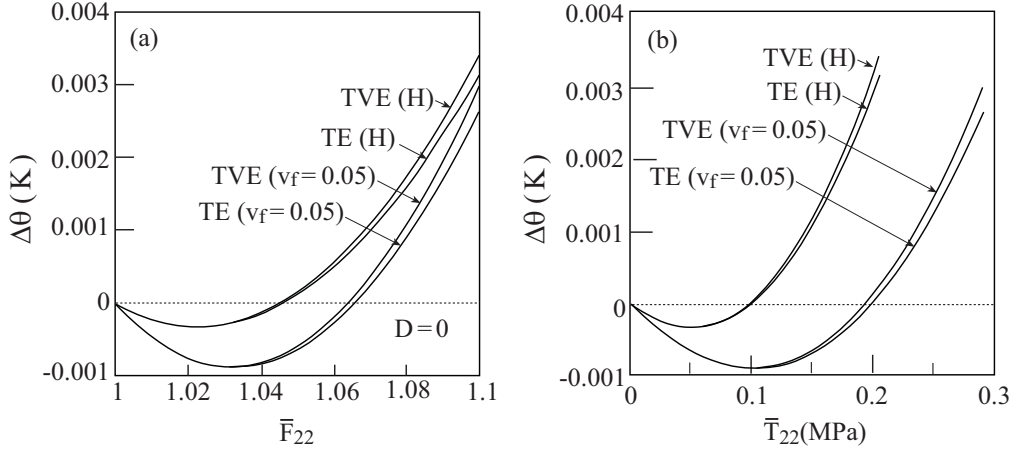 (a)
0.004
0.003
0.002
0.001
0
-0.001
Δθ (K)
TVE (H)
TE (H)
TVE (vf = 0.05)
TE (vf = 0.05)
D = 0
1
1.02
1.04
1.06
1.08
1.1
F̅22
(b)
0.004
0.003
0.002
0.001
0
-0.001
Δθ (K)
TVE (H)
TE (H)
TVE (vf = 0.05)
TE (vf = 0.05)
0
0.1
0.2
0.3
T̅22(MPa)